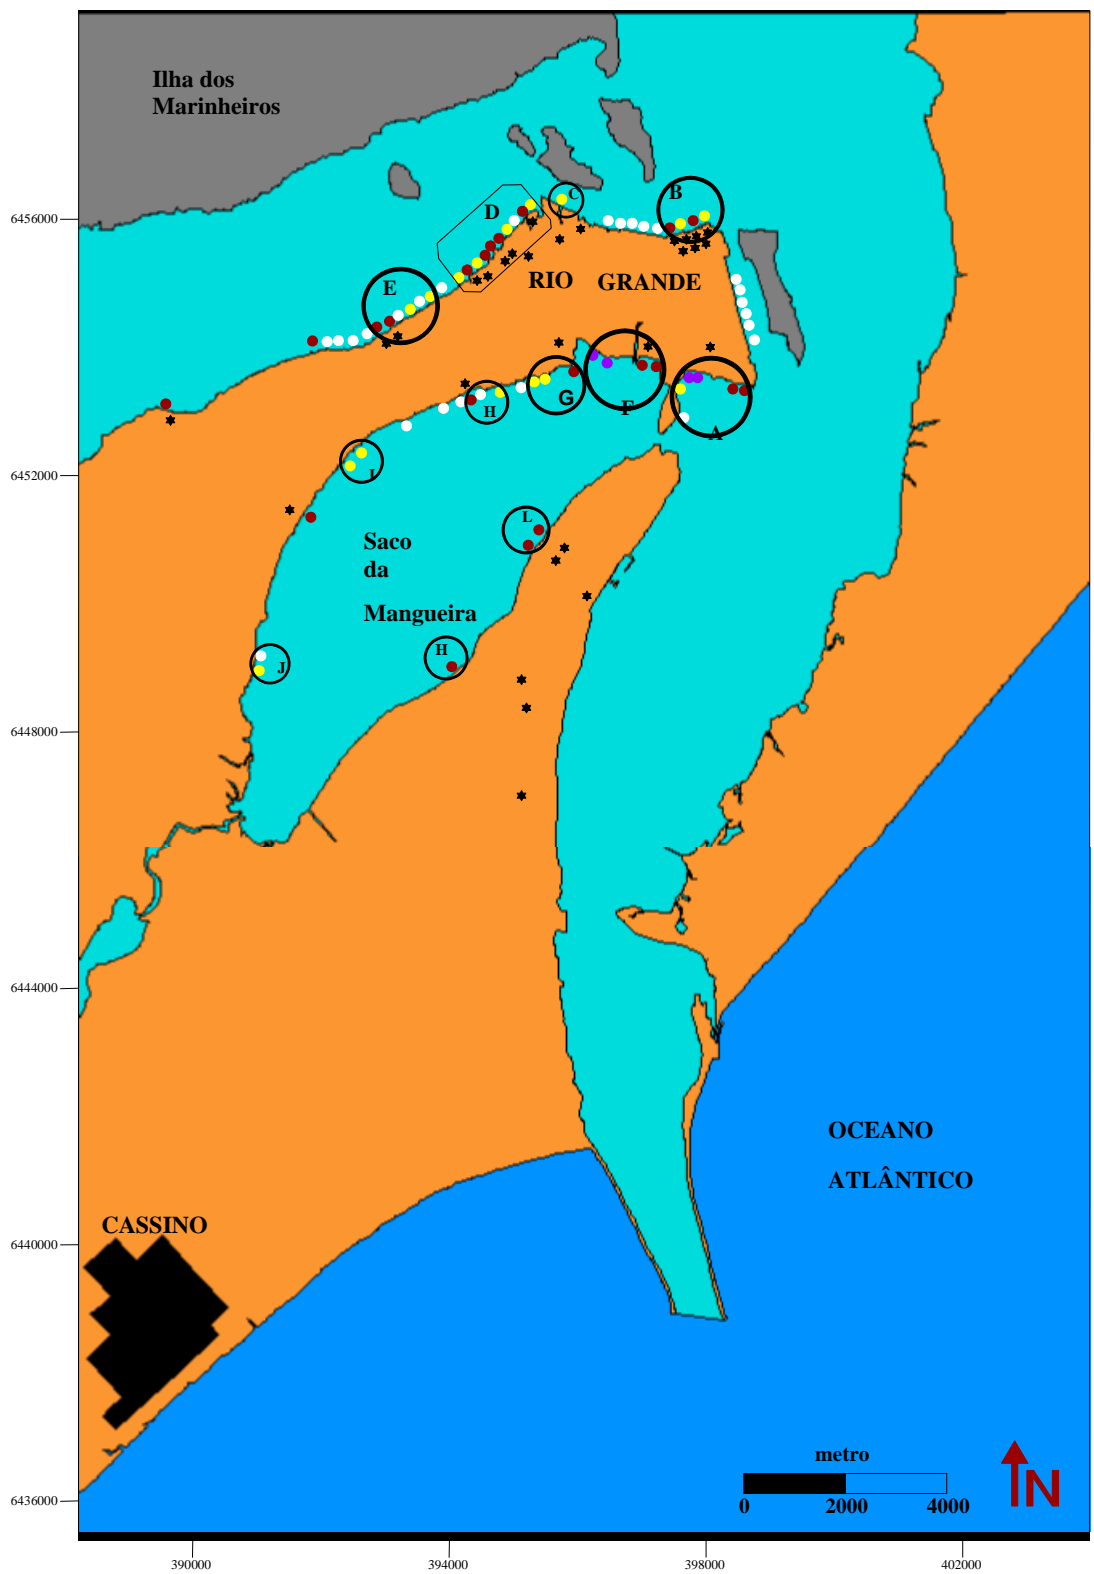 Ilha dos
Marinheiros
B
C
D
6456000
RIO GRANDE
E
F
G
H
A
I
6452000
L
Saco
da
Mangueira
H
J
6448000
6444000
OCEANO
ATLÂNTICO
CASSINO
6440000
metro
N
0 2000 4000
6436000
390000 394000 398000 402000